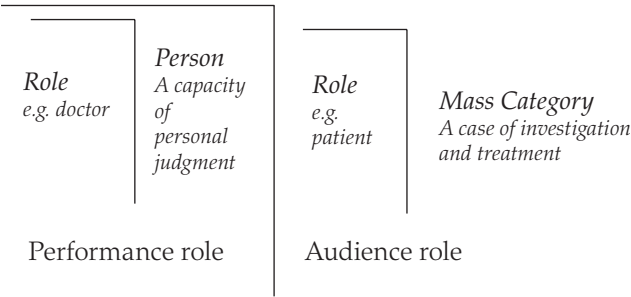 Role
e.g. doctor
Person
A capacity
of
personal
judgment
Performance role
Role
e.g.
patient
Mass Category
A case of investigation
and treatment
Audience role